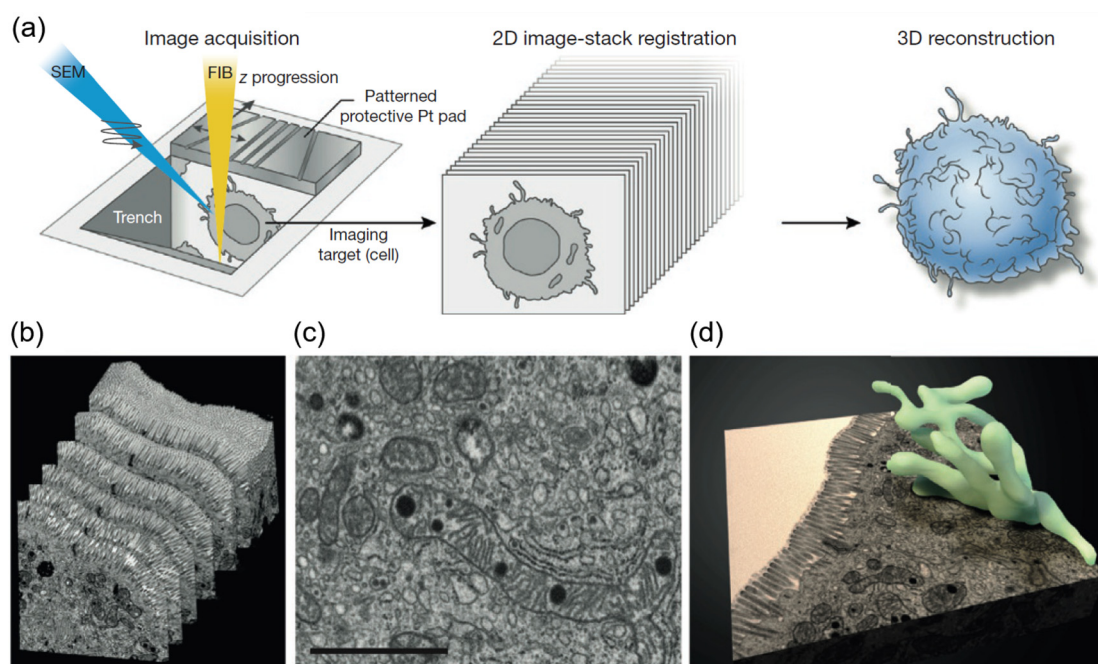 (a)
Image acquisition
2D image-stack registration
3D reconstruction
SEM
FIB
z progression
Patterned
protective Pt pad
Trench
Imaging
target (cell)
(b)
(c)
(d)